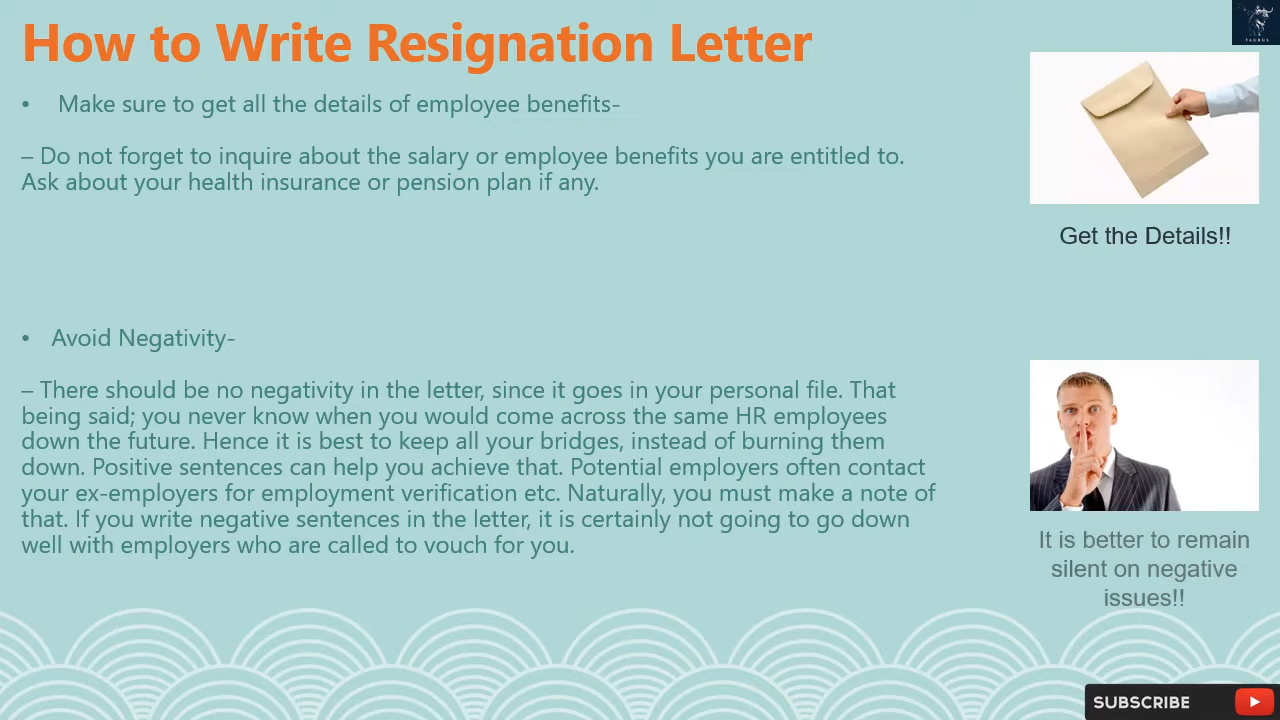 How to Write Resignation Letter
TAURUS
• Make sure to get all the details of employee benefits-
– Do not forget to inquire about the salary or employee benefits you are entitled to.
Ask about your health insurance or pension plan if any.
Get the Details!!
• Avoid Negativity-
– There should be no negativity in the letter, since it goes in your personal file. That
being said; you never know when you would come across the same HR employees
down the future. Hence it is best to keep all your bridges, instead of burning them
down. Positive sentences can help you achieve that. Potential employers often contact
your ex-employers for employment verification etc. Naturally, you must make a note of
that. If you write negative sentences in the letter, it is certainly not going to go down
well with employers who are called to vouch for you.
It is better to remain
silent on negative
issues!!
SUBSCRIBE